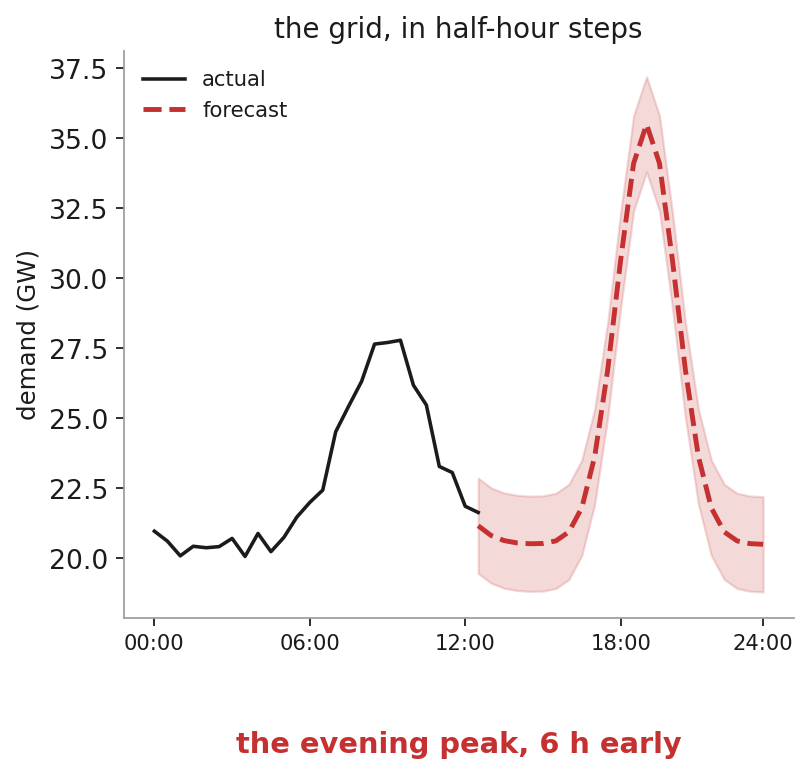 the grid, in half-hour steps
actual
forecast
demand (GW)
37.5
35.0
32.5
30.0
27.5
25.0
22.5
20.0
00:00 06:00 12:00 18:00 24:00
the evening peak, 6 h early